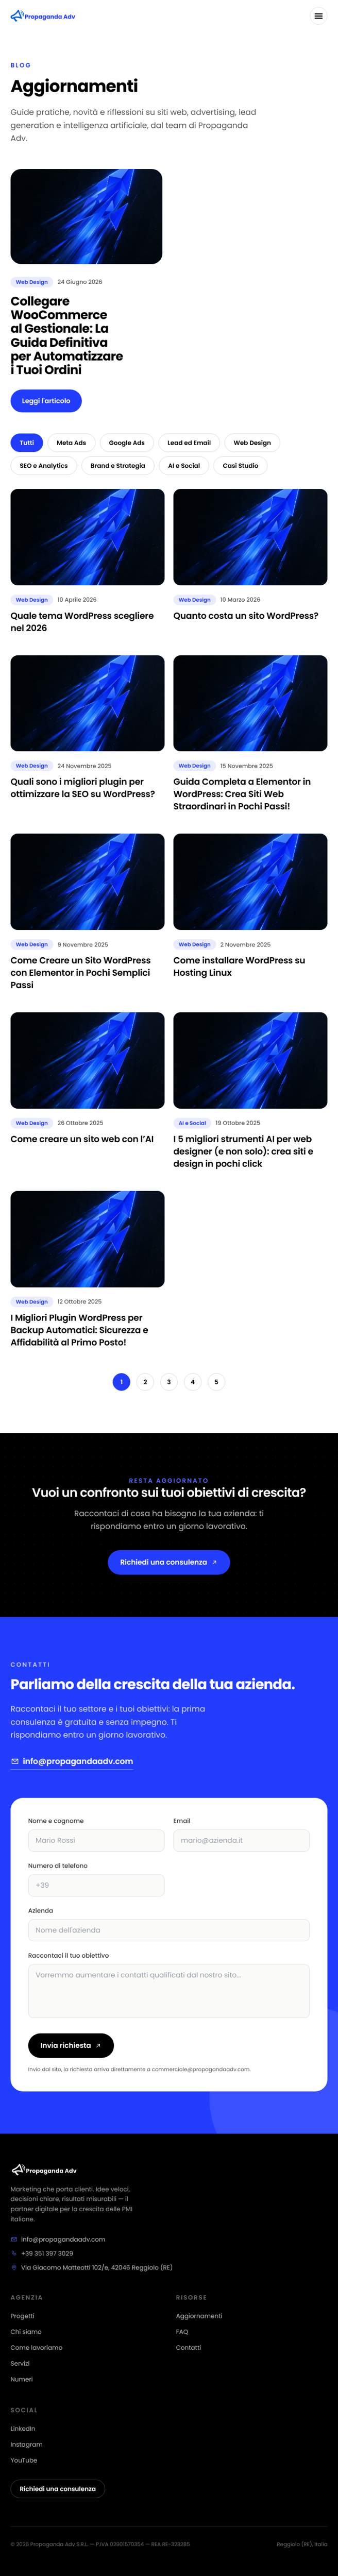 Propaganda Adv
BLOG
Aggiornamenti
Guide pratiche, novità e riflessioni su siti web, advertising, lead
generation e intelligenza artificiale, dal team di Propaganda
Adv.
Web Design 24 Giugno 2026
Collegare
WooCommerce
al Gestionale: La
Guida Definitiva
per Automatizzare
i Tuoi Ordini
Leggi l'articolo
Tutti Meta Ads Google Ads Lead ed Email Web Design
SEO e Analytics Brand e Strategia AI e Social Casi Studio
Web Design 10 Aprile 2026
Quale tema WordPress scegliere
nel 2026
Web Design 10 Marzo 2026
Quanto costa un sito WordPress?
Web Design 24 Novembre 2025
Quali sono i migliori plugin per
ottimizzare la SEO su WordPress?
Web Design 15 Novembre 2025
Guida Completa a Elementor in
WordPress: Crea Siti Web
Straordinari in Pochi Passi!
Web Design 9 Novembre 2025
Come Creare un Sito WordPress
con Elementor in Pochi Semplici
Passi
Web Design 2 Novembre 2025
Come installare WordPress su
Hosting Linux
Web Design 26 Ottobre 2025
Come creare un sito web con l’AI
AI e Social 19 Ottobre 2025
I 5 migliori strumenti AI per web
designer (e non solo): crea siti e
design in pochi click
Web Design 12 Ottobre 2025
I Migliori Plugin WordPress per
Backup Automatici: Sicurezza e
Affidabilità al Primo Posto!
1 2 3 4 5
RESTA AGGIORNATO
Vuoi un confronto sui tuoi obiettivi di crescita?
Raccontaci di cosa ha bisogno la tua azienda: ti
rispondiamo entro un giorno lavorativo.
Richiedi una consulenza
CONTATTI
Parliamo della crescita della tua azienda.
Raccontaci il tuo settore e i tuoi obiettivi: la prima
consulenza è gratuita e senza impegno. Ti
rispondiamo entro un giorno lavorativo.
info@propagandaadv.com
Nome e cognome
Mario Rossi
Email
mario@azienda.it
Numero di telefono
+39
Azienda
Nome dell'azienda
Raccontaci il tuo obiettivo
Vorremmo aumentare i contatti qualificati dal nostro sito...
Invia richiesta
Invio dal sito, la richiesta arriva direttamente a commerciale@propagandaadv.com.
Propaganda Adv
Marketing che porta clienti. Idee veloci,
decisioni chiare, risultati misurabili — il
partner digitale per la crescita delle PMI
italiane.
info@propagandaadv.com
+39 351 397 3029
Via Giacomo Matteotti 102/e, 42046 Reggiolo (RE)
AGENZIA
Progetti
Chi siamo
Come lavoriamo
Servizi
Numeri
RISORSE
Aggiornamenti
FAQ
Contatti
SOCIAL
LinkedIn
Instagram
YouTube
Richiedi una consulenza
© 2026 Propaganda Adv S.R.L. — P.IVA 02991570354 — REA RE-323385
Reggiolo (RE), Italia